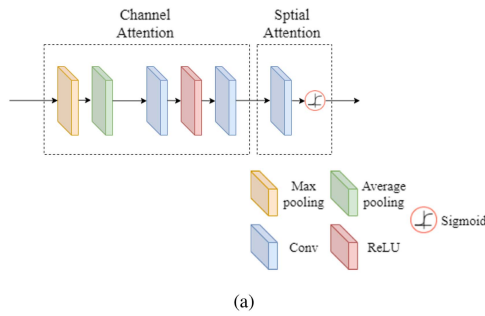 Channel
Attention
Sptial
Attention
Max
pooling
Average
pooling
Sigmoid
Conv
ReLU
(a)